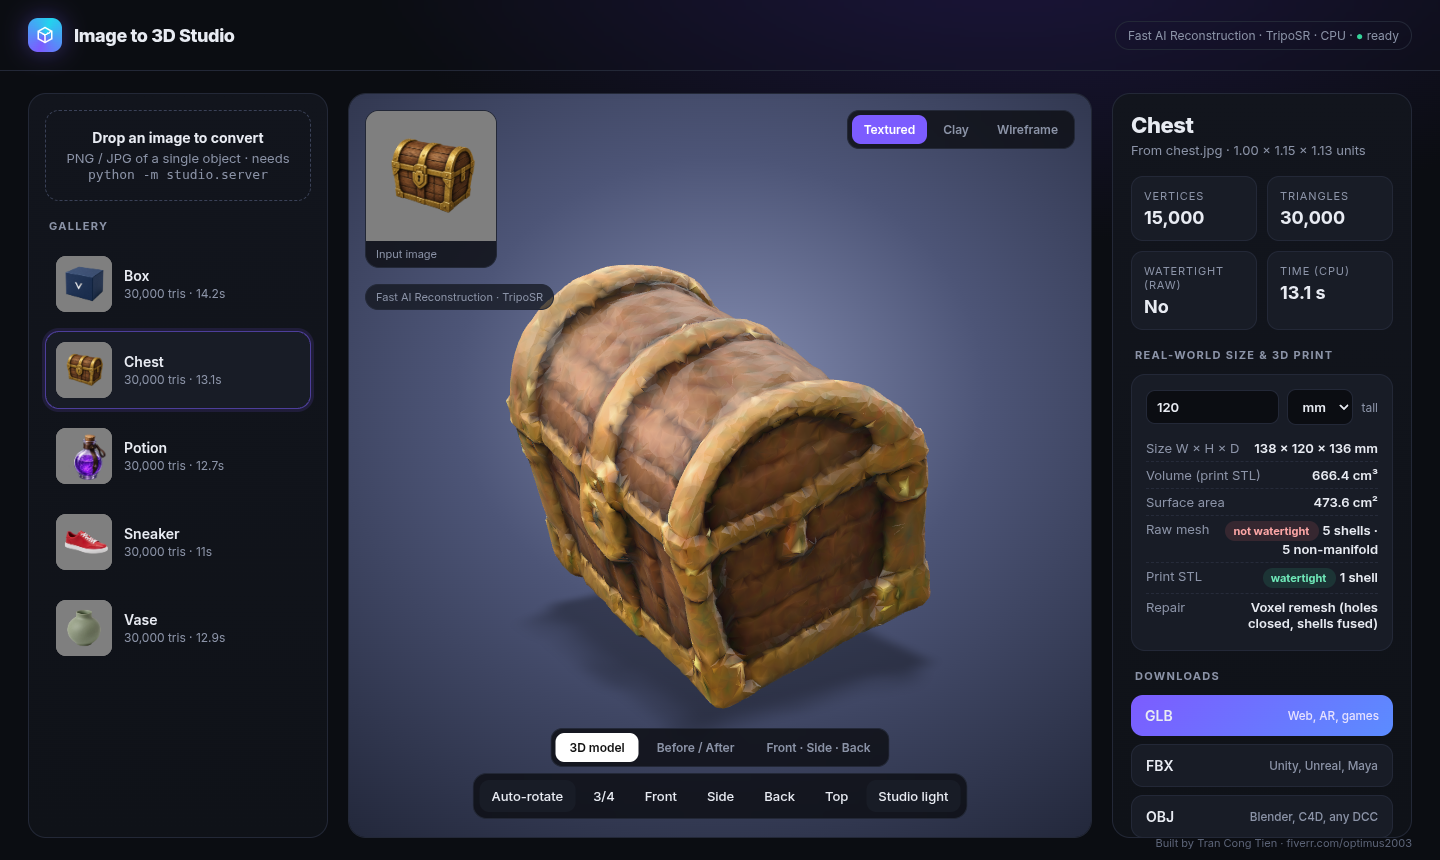 Image to 3D Studio
Fast AI Reconstruction · TripoSR · CPU · ● ready
Drop an image to convert
PNG / JPG of a single object · needs
python -m studio.server
GALLERY
Box
30,000 tris · 14.2s
Chest
30,000 tris · 13.1s
Potion
30,000 tris · 12.7s
Sneaker
30,000 tris · 11s
Vase
30,000 tris · 12.9s
Input image
Fast AI Reconstruction · TripoSR
Textured Clay Wireframe
3D model Before / After Front · Side · Back
Auto-rotate 3/4 Front Side Back Top Studio light
Chest
From chest.jpg · 1.00 × 1.15 × 1.13 units
VERTICES
15,000
TRIANGLES
30,000
WATERTIGHT
(RAW)
No
TIME (CPU)
13.1 s
REAL-WORLD SIZE & 3D PRINT
120 mm tall
Size W × H × D 138 × 120 × 136 mm
Volume (print STL) 666.4 cm³
Surface area 473.6 cm²
Raw mesh not watertight 5 shells ·
5 non-manifold
Print STL watertight 1 shell
Repair Voxel remesh (holes
closed, shells fused)
DOWNLOADS
GLB Web, AR, games
FBX Unity, Unreal, Maya
OBJ Blender, C4D, any DCC
Built by Tran Cong Tien · fiverr.com/optimus2003